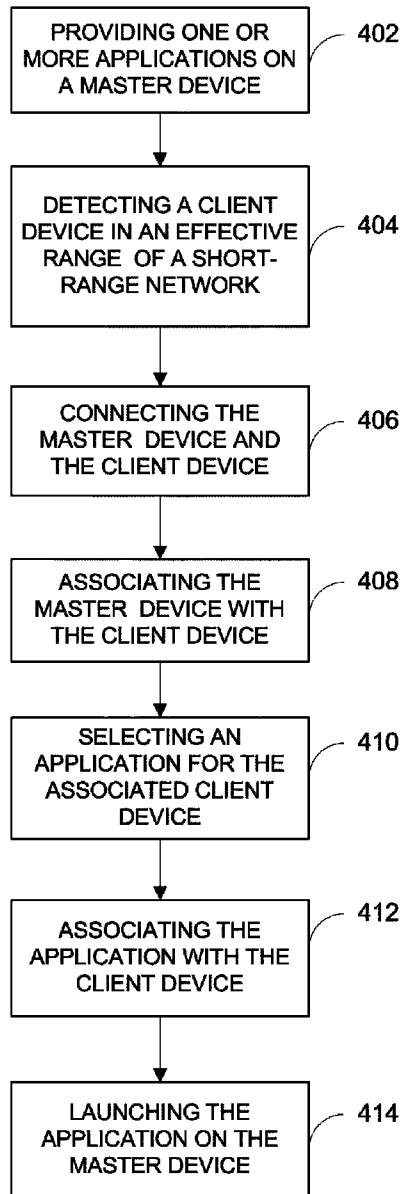 PROVIDING ONE OR
MORE APPLICATIONS ON
A MASTER DEVICE
402
DETECTING A CLIENT
DEVICE IN AN EFFECTIVE
RANGE OF A SHORT-
RANGE NETWORK
404
CONNECTING THE
MASTER DEVICE AND
THE CLIENT DEVICE
406
ASSOCIATING THE
MASTER DEVICE WITH
THE CLIENT DEVICE
408
SELECTING AN
APPLICATION FOR THE
ASSOCIATED CLIENT
DEVICE
410
ASSOCIATING THE
APPLICATION WITH THE
CLIENT DEVICE
412
LAUNCHING THE
APPLICATION ON THE
MASTER DEVICE
414